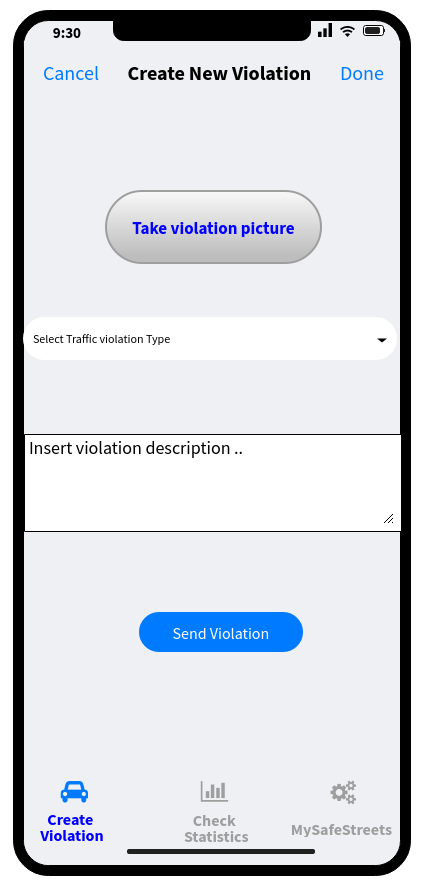 9:30
Cancel Create New Violation Done
Take violation picture
Select Traffic violation Type
Insert violation description ..
Send Violation
Create
Violation
Check
Statistics
MySafeStreets